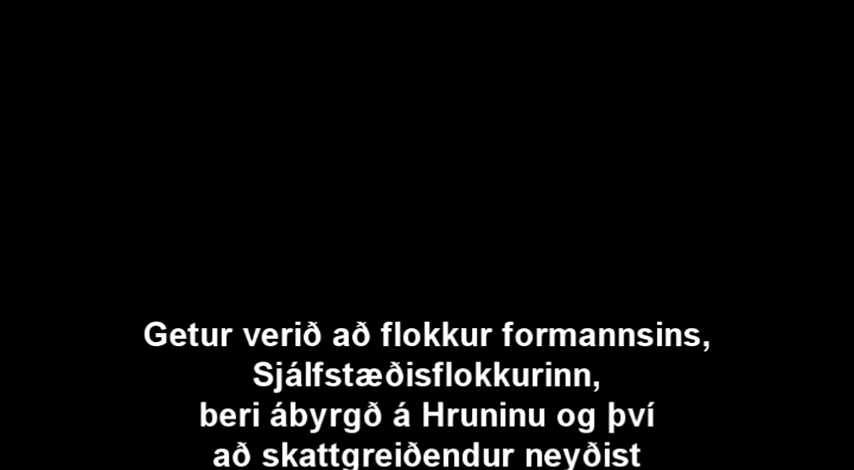 Getur verið að flokkur formannsins,
Sjálfstæðisflokkurinn,
beri ábyrgð á Hruninu og því
að skattgreiðendur neyðist